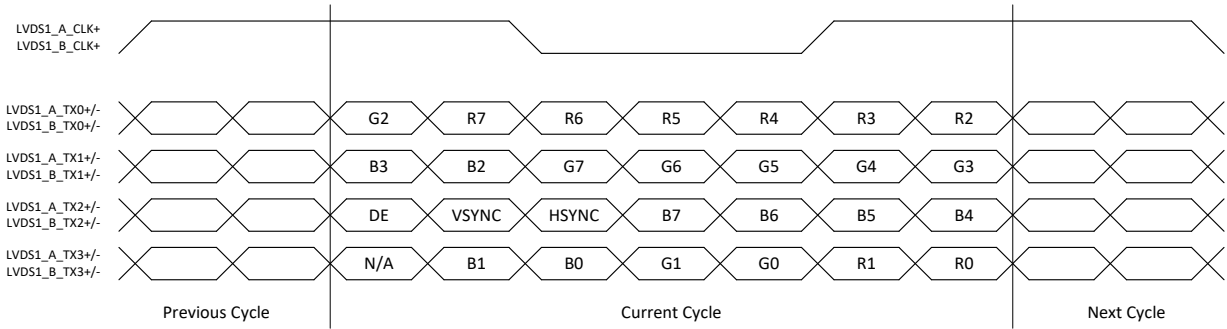 LVDS1_A_CLK+
LVDS1_B_CLK+
LVDS1_A_TX0+/-
LVDS1_B_TX0+/-
G2 R7 R6 R5 R4 R3 R2
LVDS1_A_TX1+/-
LVDS1_B_TX1+/-
B3 B2 G7 G6 G5 G4 G3
LVDS1_A_TX2+/-
LVDS1_B_TX2+/-
DE VSYNC HSYNC B7 B6 B5 B4
LVDS1_A_TX3+/-
LVDS1_B_TX3+/-
N/A B1 B0 G1 G0 R1 R0
Previous Cycle Current Cycle Next Cycle